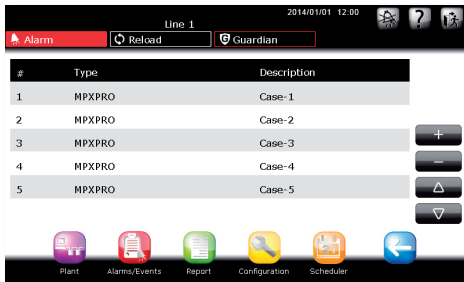 2014/01/01 12:00
Line 1
?
Alarm Reload Guardian
# Type Description
1 MPXPRO Case-1
2 MPXPRO Case-2
3 MPXPRO Case-3
4 MPXPRO Case-4
5 MPXPRO Case-5
+
−
Plant Alarms/Events Report Configuration Scheduler